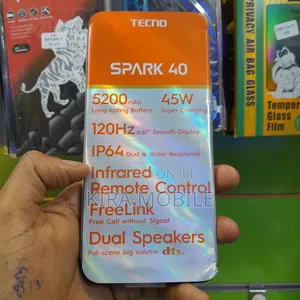 TECNO
SPARK 40
5200mAh
Long-lasting Battery
45W
Super Charging
120Hz 6.67" Smooth Display
IP64 Dust & Water Resistance
Infrared
Remote Control
KIRA MOBILE
FreeLink
Free Call without Signal
Dual Speakers
Full-scene big volume dts.
PRIVACY AIR BAG GLASS
Temper
Glass
Film